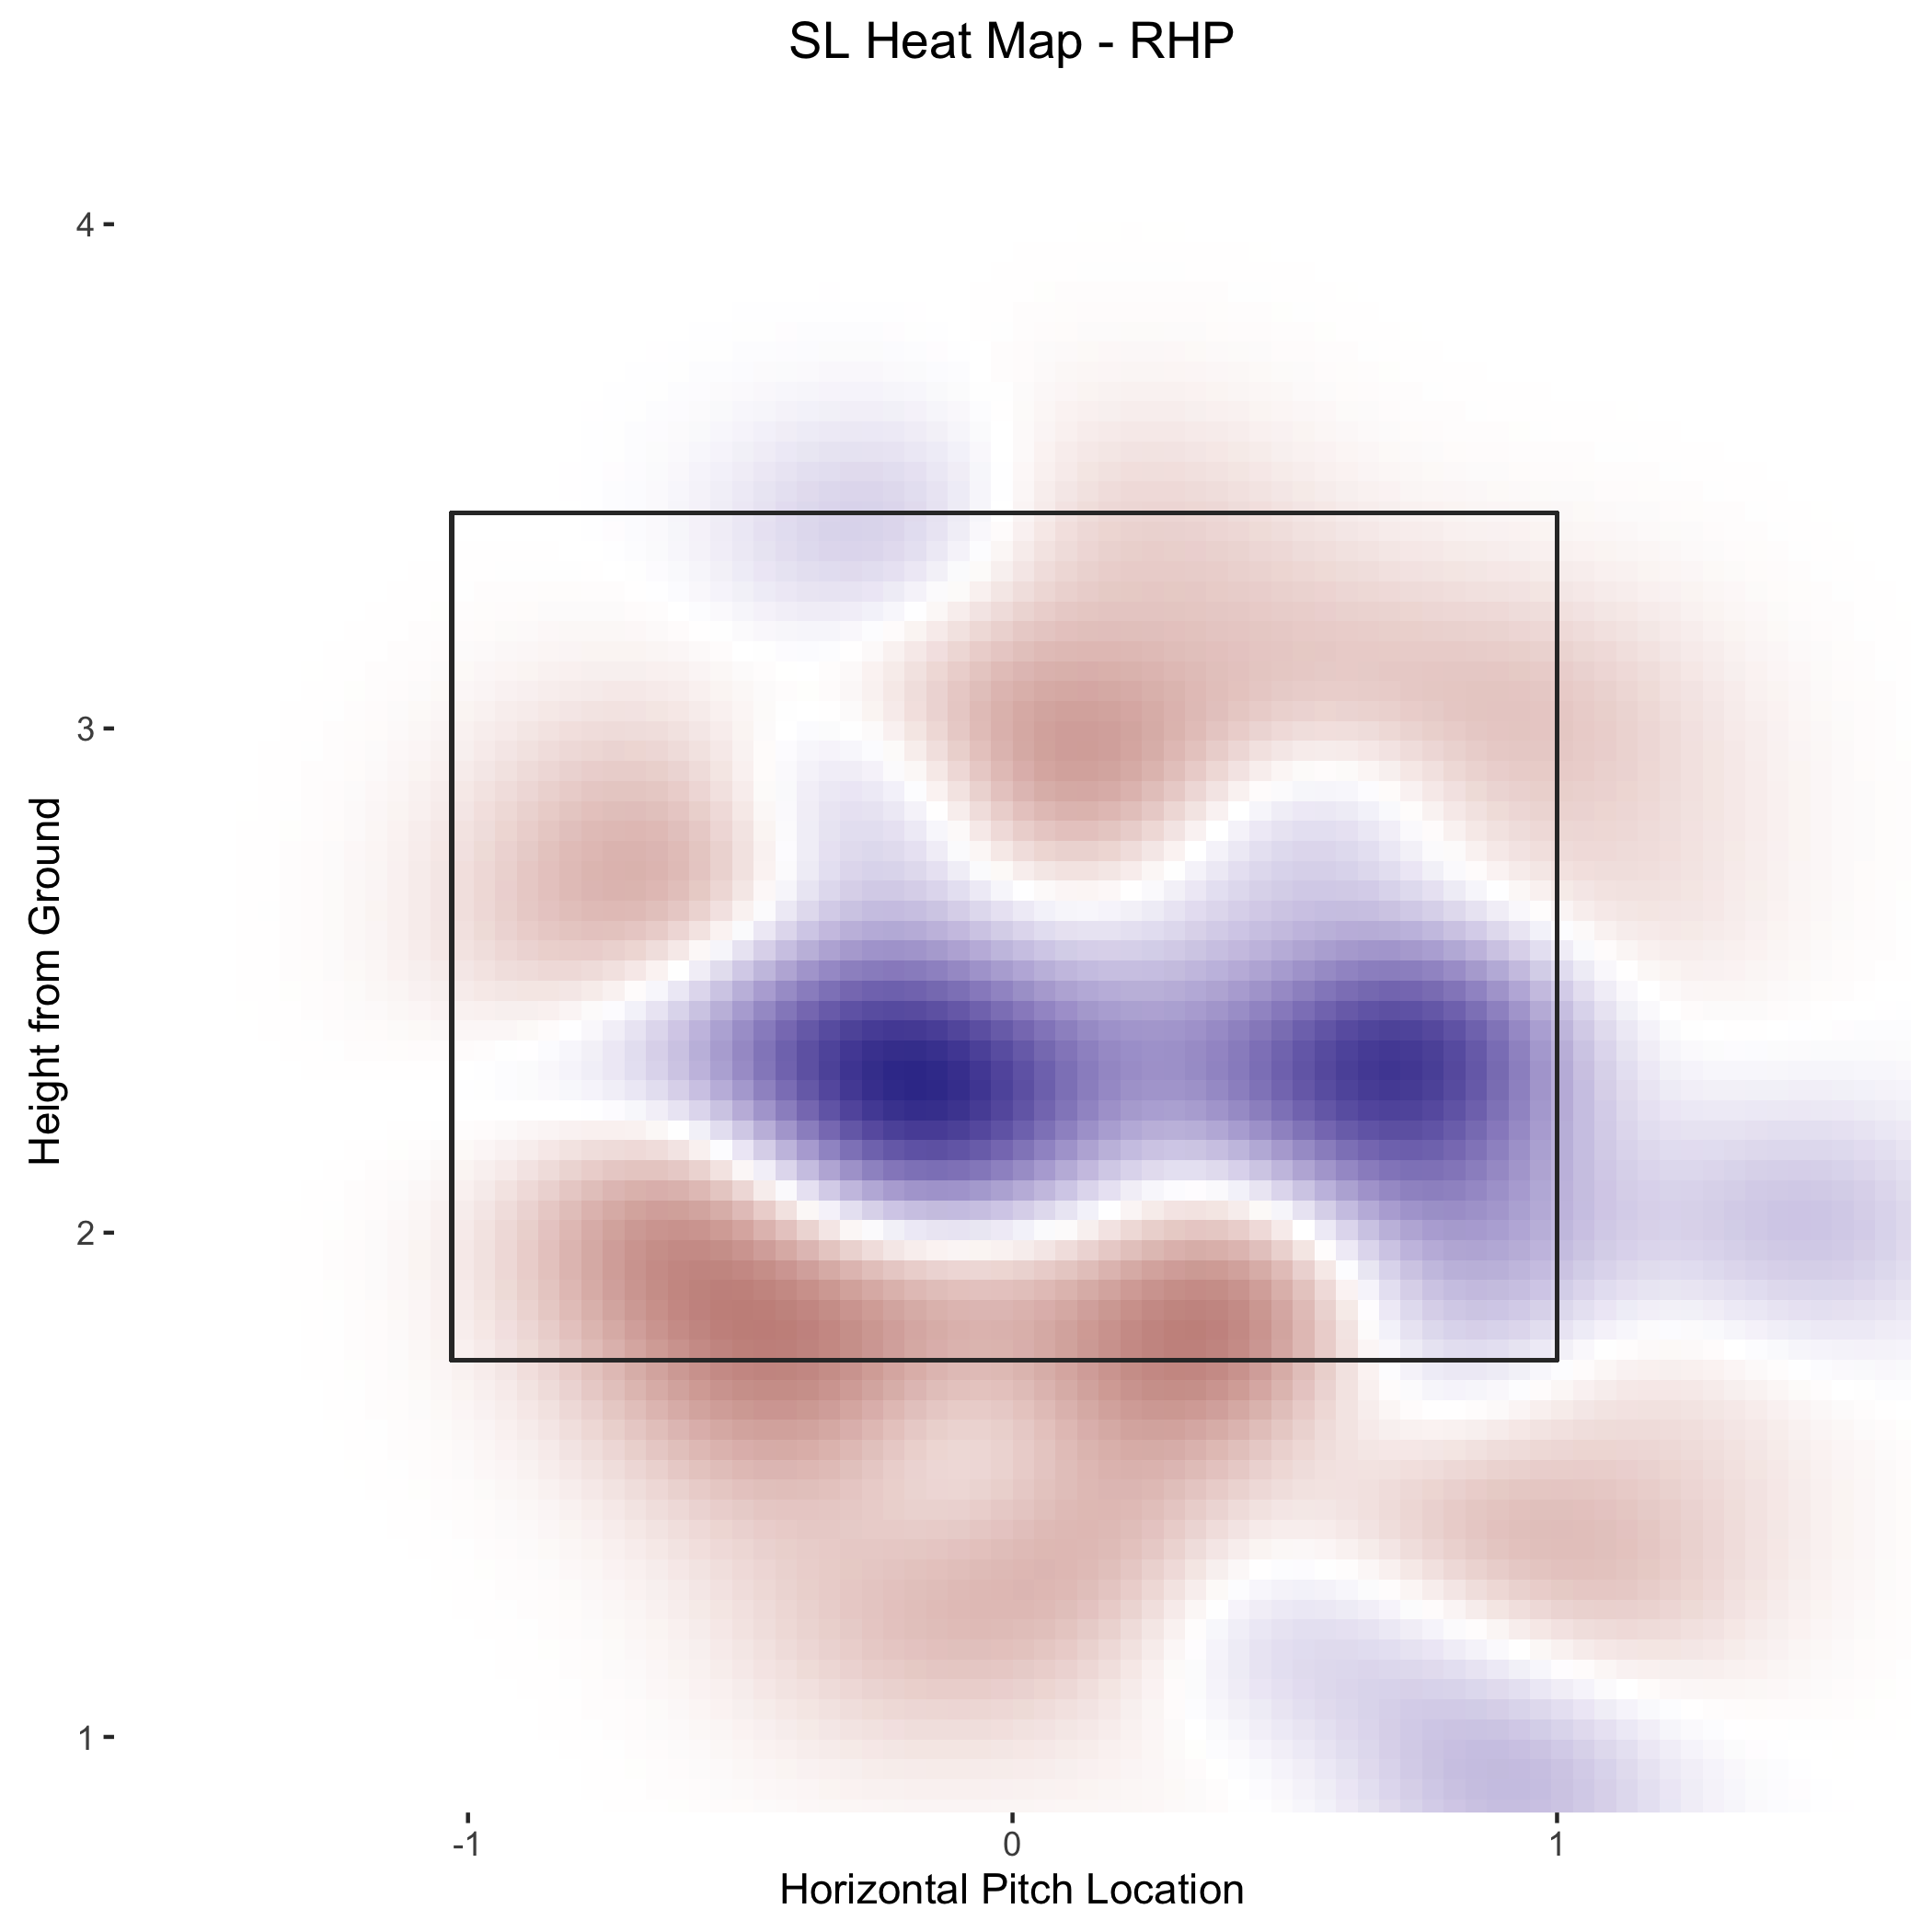 SL Heat Map - RHP
4
3
2
1
Height from Ground
-1 0 1
Horizontal Pitch Location